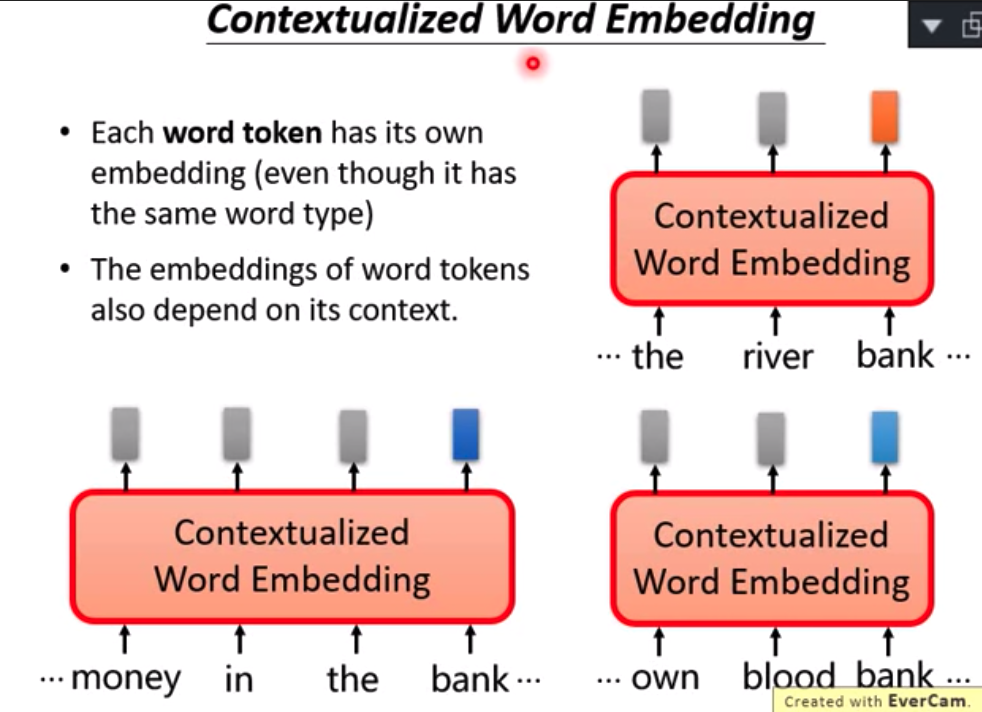 Contextualized Word Embedding
• Each word token has its own
embedding (even though it has
the same word type)
• The embeddings of word tokens
also depend on its context.
Contextualized
Word Embedding
... the river bank ...
Contextualized
Word Embedding
... money in the bank ...
Contextualized
Word Embedding
... own blood bank ...
Created with EverCam.